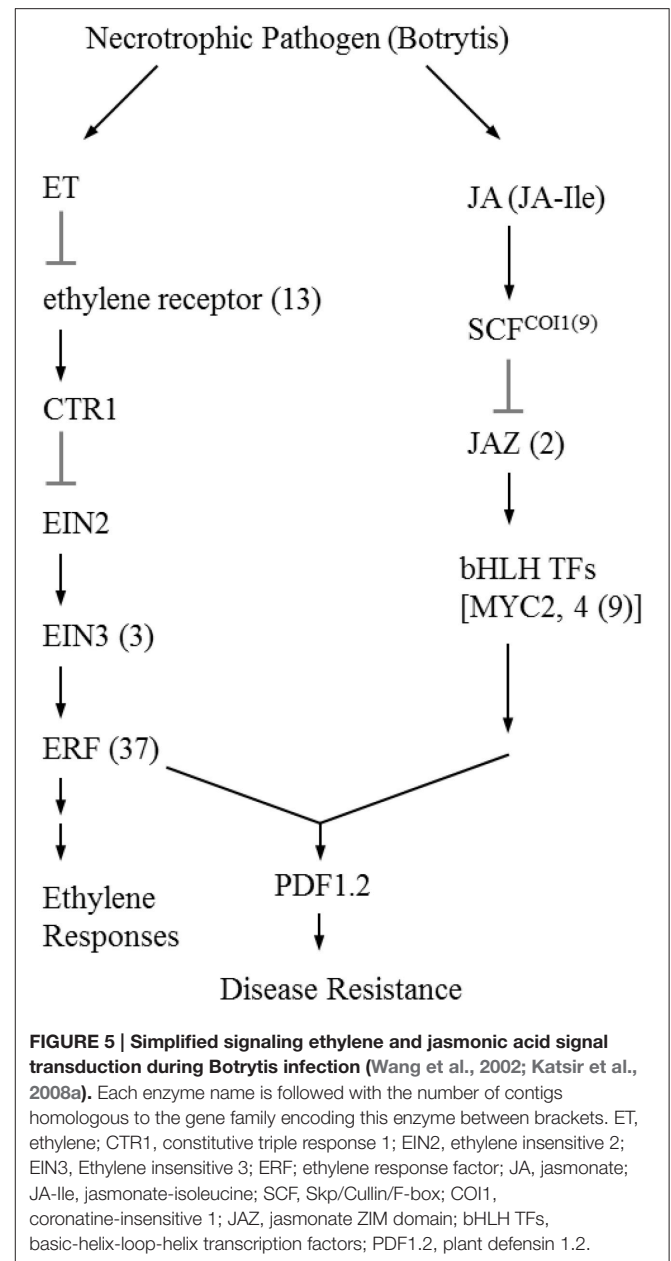 Necrotrophic Pathogen (Botrytis)
ET
ethylene receptor (13)
CTR1
EIN2
EIN3 (3)
ERF (37)
Ethylene
Responses
JA (JA-Ile)
SCFCOI1(9)
JAZ (2)
bHLH TFs
[MYC2, 4 (9)]
PDF1.2
Disease Resistance
FIGURE 5 | Simplified signaling ethylene and jasmonic acid signal
transduction during Botrytis infection (Wang et al., 2002; Katsir et al.,
2008a). Each enzyme name is followed with the number of contigs
homologous to the gene family encoding this enzyme between brackets. ET,
ethylene; CTR1, constitutive triple response 1; EIN2, ethylene insensitive 2;
EIN3, Ethylene insensitive 3; ERF; ethylene response factor; JA, jasmonate;
JA-Ile, jasmonate-isoleucine; SCF, Skp/Cullin/F-box; COI1,
coronatine-insensitive 1; JAZ, jasmonate ZIM domain; bHLH TFs,
basic-helix-loop-helix transcription factors; PDF1.2, plant defensin 1.2.